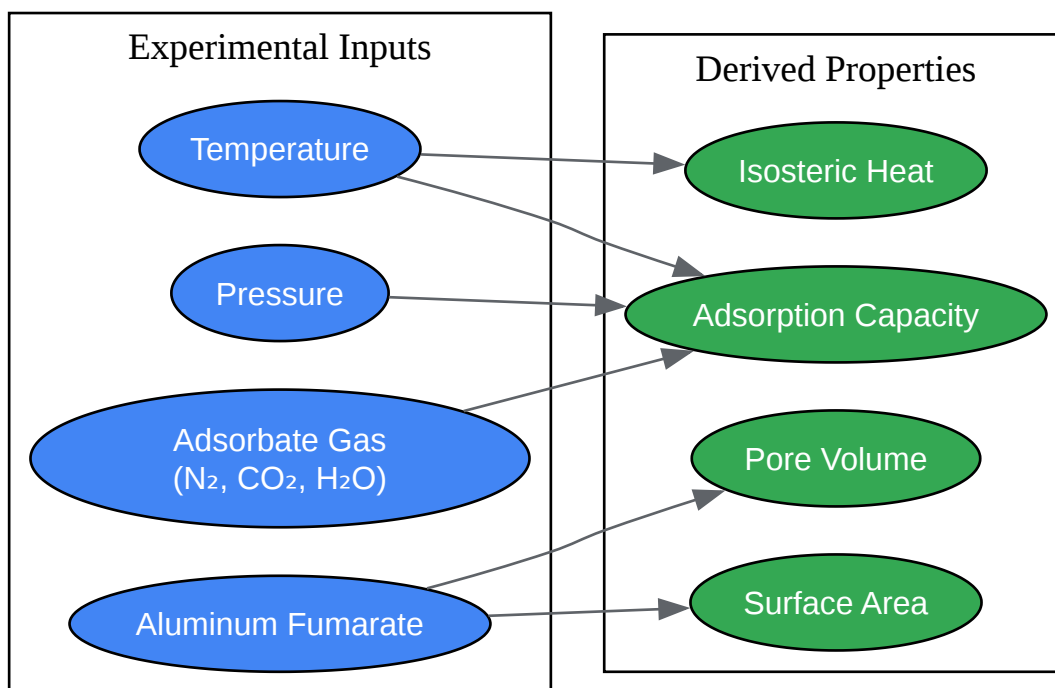 Experimental Inputs
Temperature
Pressure
Adsorbate Gas
(N₂, CO₂, H₂O)
Aluminum Fumarate
Derived Properties
Isosteric Heat
Adsorption Capacity
Pore Volume
Surface Area